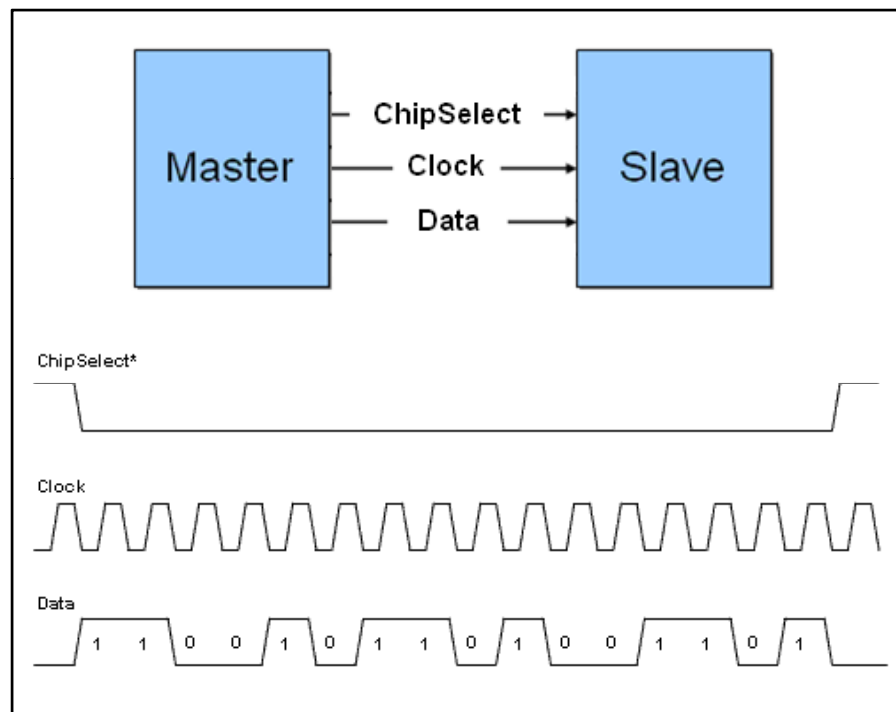 ChipSelect
Master
Clock
Slave
Data
ChipSelect*
Clock
Data
1 1 0 0 1 0 1 1 0 1 0 0 1 1 0 1